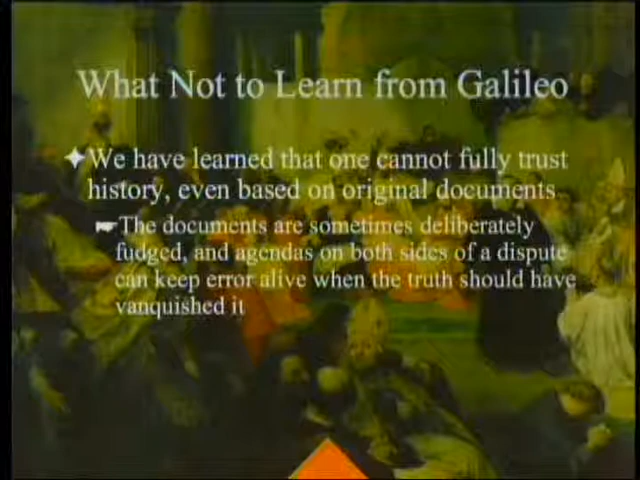 What Not to Learn from Galileo
We have learned that one cannot fully trust
history, even based on original documents
The documents are sometimes deliberately
fudged, and agendas on both sides of a dispute
can keep error alive when the truth should have
vanquished it